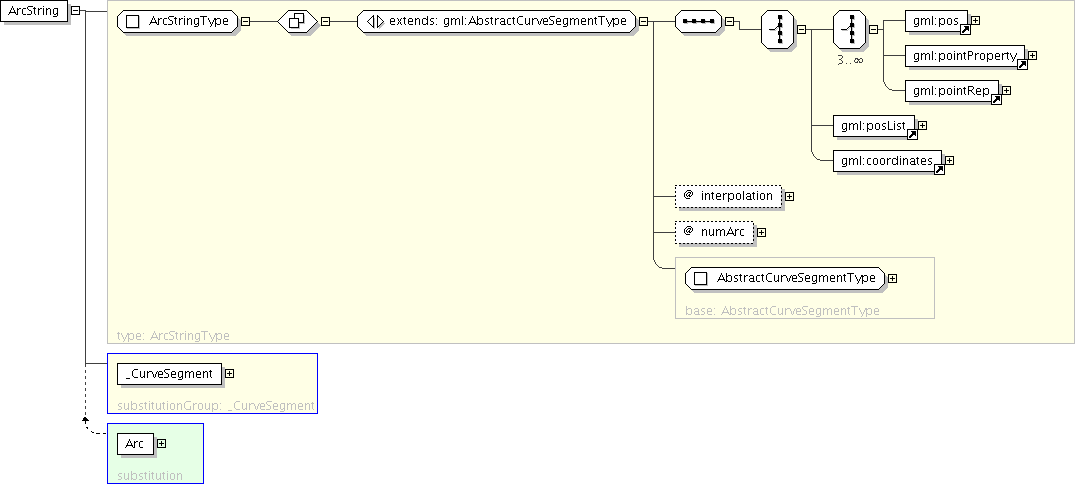 ArcString
ArcStringType
extends: gml:AbstractCurveSegmentType
gml:pos
3..∞
gml:pointProperty
gml:pointRep
gml:posList
gml:coordinates
@ interpolation
@ numArc
AbstractCurveSegmentType
base: AbstractCurveSegmentType
type: ArcStringType
_CurveSegment
substitutionGroup: _CurveSegment
Arc
substitution